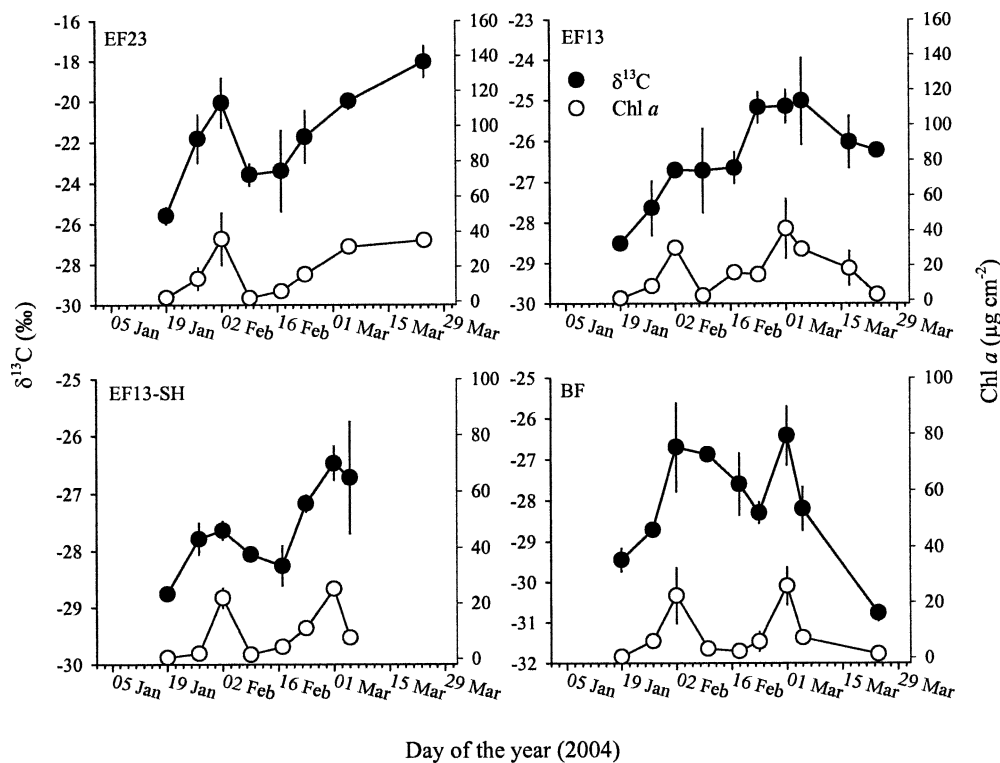 EF23
-16
-18
-20
-22
-24
-26
-28
-30
160
140
120
100
80
60
40
20
0
05 Jan
19 Jan
02 Feb
16 Feb
01 Mar
15 Mar
29 Mar
EF13
δ¹³C
Chl a
-23
-24
-25
-26
-27
-28
-29
-30
160
140
120
100
80
60
40
20
0
05 Jan
19 Jan
02 Feb
16 Feb
01 Mar
15 Mar
29 Mar
δ¹³C (‰)
Chl a (µg cm⁻²)
EF13-SH
-25
-26
-27
-28
-29
-30
100
80
60
40
20
0
05 Jan
19 Jan
02 Feb
16 Feb
01 Mar
15 Mar
29 Mar
BF
-25
-26
-27
-28
-29
-30
-31
-32
100
80
60
40
20
0
05 Jan
19 Jan
02 Feb
16 Feb
01 Mar
15 Mar
29 Mar
Day of the year (2004)